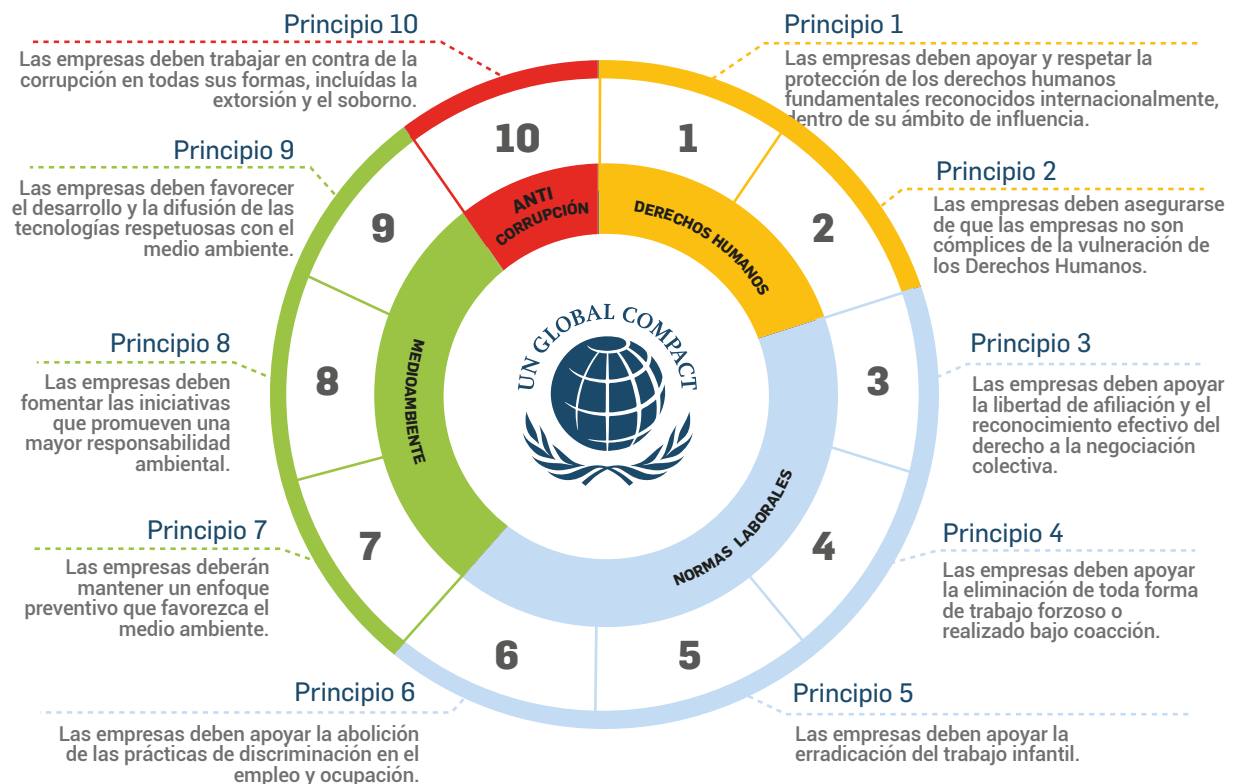 Principio 10
Las empresas deben trabajar en contra de la
corrupción en todas sus formas, incluídas la
extorsión y el soborno.
Principio 1
Las empresas deben apoyar y respetar la
protección de los derechos humanos
fundamentales reconocidos internacionalmente,
dentro de su ámbito de influencia.
Principio 9
Las empresas deben favorecer
el desarrollo y la difusión de las
tecnologías respetuosas con el
medio ambiente.
Principio 2
Las empresas deben asegurarse
de que las empresas no son
cómplices de la vulneración de
los Derechos Humanos.
Principio 8
Las empresas deben
fomentar las iniciativas
que promueven una
mayor responsabilidad
ambiental.
Principio 3
Las empresas deben apoyar
la libertad de afiliación y el
reconocimiento efectivo del
derecho a la negociación
colectiva.
Principio 7
Las empresas deberán
mantener un enfoque
preventivo que favorezca el
medio ambiente.
Principio 4
Las empresas deben apoyar
la eliminación de toda forma
de trabajo forzoso o
realizado bajo coacción.
Principio 6
Las empresas deben apoyar la abolición
de las prácticas de discriminación en el
empleo y ocupación.
Principio 5
Las empresas deben apoyar la
erradicación del trabajo infantil.
10
1
2
3
4
5
6
7
8
9
ANTI
CORRUPCIÓN
DERECHOS HUMANOS
NORMAS LABORALES
MEDIOAMBIENTE
UN GLOBAL COMPACT